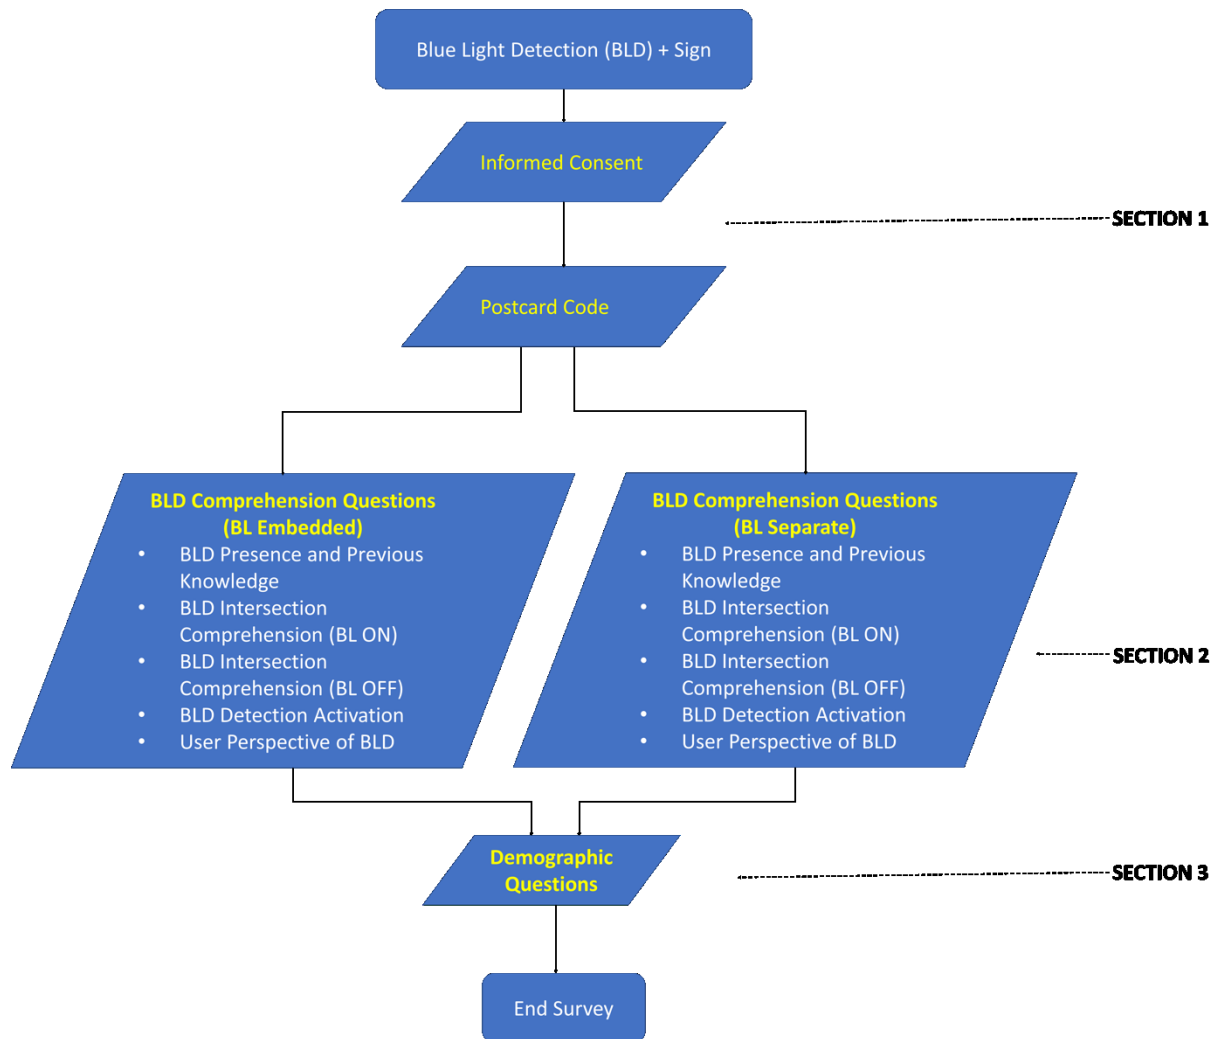 Blue Light Detection (BLD) + Sign
Informed Consent
SECTION 1
Postcard Code
BLD Comprehension Questions
(BL Embedded)
• BLD Presence and Previous
Knowledge
• BLD Intersection
Comprehension (BL ON)
• BLD Intersection
Comprehension (BL OFF)
• BLD Detection Activation
• User Perspective of BLD
BLD Comprehension Questions
(BL Separate)
• BLD Presence and Previous
Knowledge
• BLD Intersection
Comprehension (BL ON)
• BLD Intersection
Comprehension (BL OFF)
• BLD Detection Activation
• User Perspective of BLD
SECTION 2
Demographic
Questions
SECTION 3
End Survey